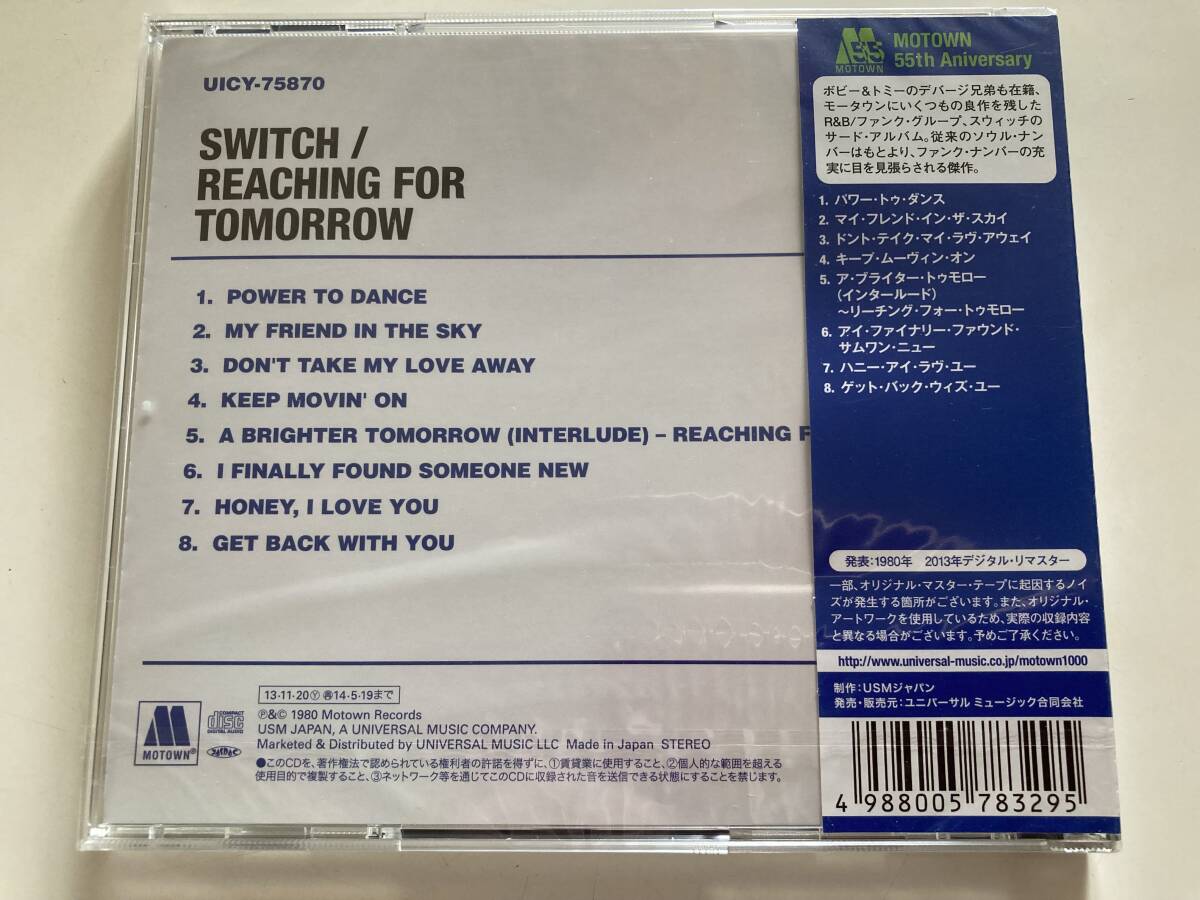 UICY-75870
SWITCH /
REACHING FOR
TOMORROW
1. POWER TO DANCE
2. MY FRIEND IN THE SKY
3. DON'T TAKE MY LOVE AWAY
4. KEEP MOVIN' ON
5. A BRIGHTER TOMORROW (INTERLUDE) – REACHING F
6. I FINALLY FOUND SOMEONE NEW
7. HONEY, I LOVE YOU
8. GET BACK WITH YOU
13·11·20Ⓨ 14·5·19まで
MOTOWN®
COMPACT
disc
DIGITAL AUDIO
℗&© 1980 Motown Records
USM JAPAN, A UNIVERSAL MUSIC COMPANY.
Marketed & Distributed by UNIVERSAL MUSIC LLC Made in Japan STEREO
●このCDを、著作権法で認められている権利者の許諾を得ずに、①賃貸業に使用すること、②個人的な範囲を超える
使用目的で複製すること、③ネットワーク等を通じてこのCDに収録された音を送信できる状態にすることを禁じます。
M55
MOTOWN
MOTOWN
55th Aniversary
ボビー&トミーのデバージ兄弟も在籍、
モータウンにいくつもの良作を残した
R&B/ファンク・グループ、スウィッチの
サード・アルバム。従来のソウル・ナン
バーはもとより、ファンク・ナンバーの充
実に目を見張らされる傑作。
1. パワー・トゥ・ダンス
2. マイ・フレンド・イン・ザ・スカイ
3. ドント・テイク・マイ・ラヴ・アウェイ
4. キープ・ムーヴィン・オン
5. ア・ブライター・トゥモロー
(インタールード)
〜リーチング・フォー・トゥモロー
6. アイ・ファイナリー・ファウンド・
サムワン・ニュー
7. ハニー・アイ・ラヴ・ユー
8. ゲット・バック・ウィズ・ユー
発表:1980年 2013年デジタル・リマスター
一部、オリジナル・マスター・テープに起因するノイ
ズが発生する箇所がございます。また、オリジナル・
アートワークを使用しているため、実際の収録内容
と異なる場合がございます。予めご了承ください。
http://www.universal-music.co.jp/motown1000
制作:USMジャパン
発売・販売元:ユニバーサル ミュージック合同会社
4 988005 783295